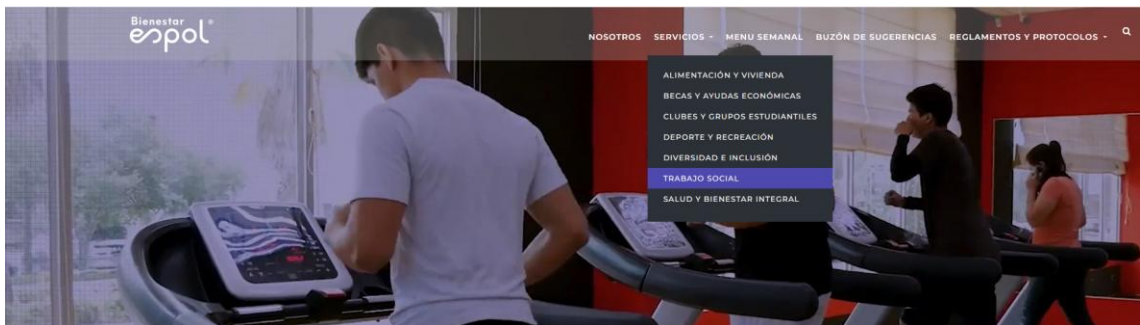 Bienestar
espol
NOSOTROS SERVICIOS MENU SEMANAL BUZÓN DE SUGERENCIAS REGLAMENTOS Y PROTOCOLOS
ALIMENTACIÓN Y VIVIENDA
BECAS Y AYUDAS ECONÓMICAS
CLUBES Y GRUPOS ESTUDIANTILES
DEPORTE Y RECREACIÓN
DIVERSIDAD E INCLUSIÓN
TRABAJO SOCIAL
SALUD Y BIENESTAR INTEGRAL